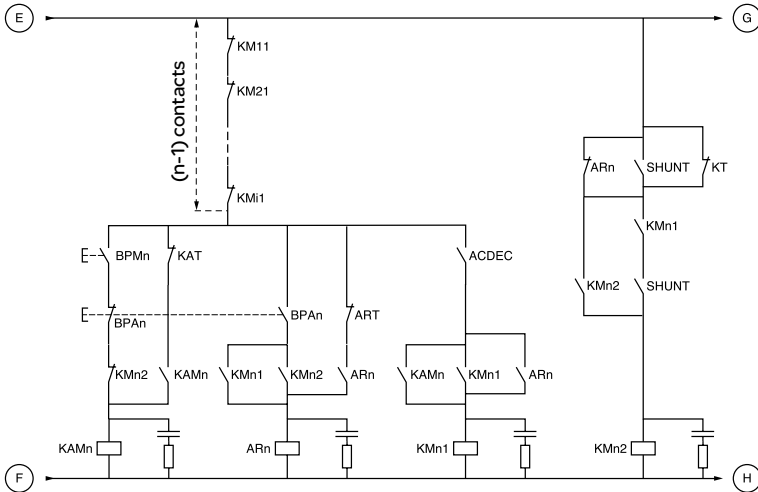 E
G
KM11
KM21
(n-1) contacts
ARn
SHUNT
KT
KMi1
KMn1
BPMn
KAT
ACDEC
KMn2
SHUNT
BPAn
BPAn
ART
KMn2
KAMn
KMn1
KMn2
ARn
KAMn
KMn1
ARn
KAMn
ARn
KMn1
KMn2
F
H